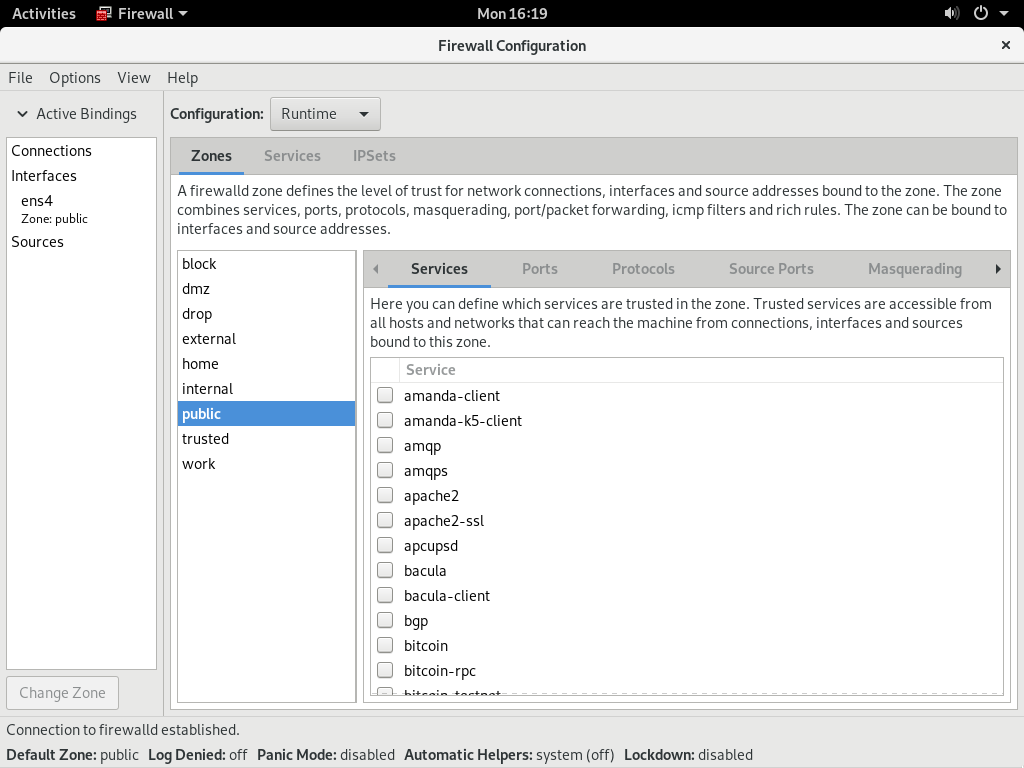 Activities Firewall Mon 16:19
Firewall Configuration
File Options View Help
Active Bindings
Configuration: Runtime
Connections
Interfaces
ens4
Zone: public
Sources
Change Zone
Zones Services IPSets
A firewalld zone defines the level of trust for network connections, interfaces and source addresses bound to the zone. The zone
combines services, ports, protocols, masquerading, port/packet forwarding, icmp filters and rich rules. The zone can be bound to
interfaces and source addresses.
block
dmz
drop
external
home
internal
public
trusted
work
Services Ports Protocols Source Ports Masquerading
Here you can define which services are trusted in the zone. Trusted services are accessible from
all hosts and networks that can reach the machine from connections, interfaces and sources
bound to this zone.
Service
amanda-client
amanda-k5-client
amqp
amqps
apache2
apache2-ssl
apcupsd
bacula
bacula-client
bgp
bitcoin
bitcoin-rpc
bitcoin-testnet
Connection to firewalld established.
Default Zone: public Log Denied: off Panic Mode: disabled Automatic Helpers: system (off) Lockdown: disabled